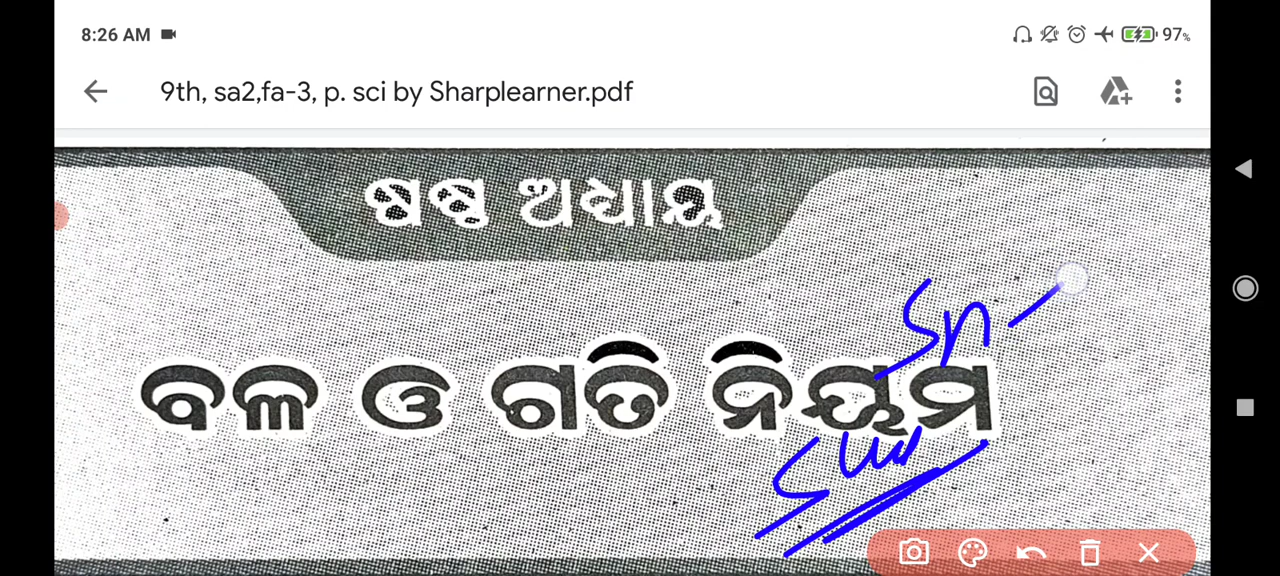 8:26 AM
97%
9th, sa2,fa-3, p. sci by Sharplearner.pdf
ଷଷ୍ଠ ଅଧ୍ୟାୟ
ବଳ ଓ ଗତି ନିୟମ